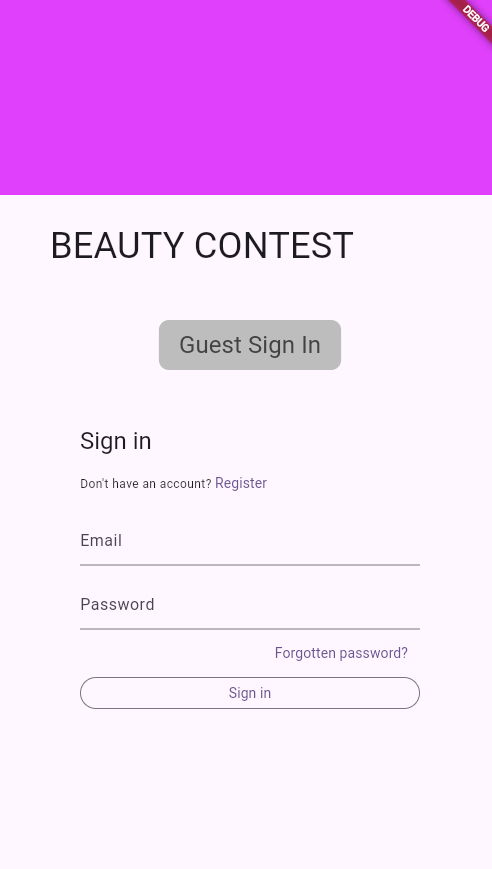 DEBUG
BEAUTY CONTEST
Guest Sign In
Sign in
Don't have an account? Register
Email
Password
Forgotten password?
Sign in